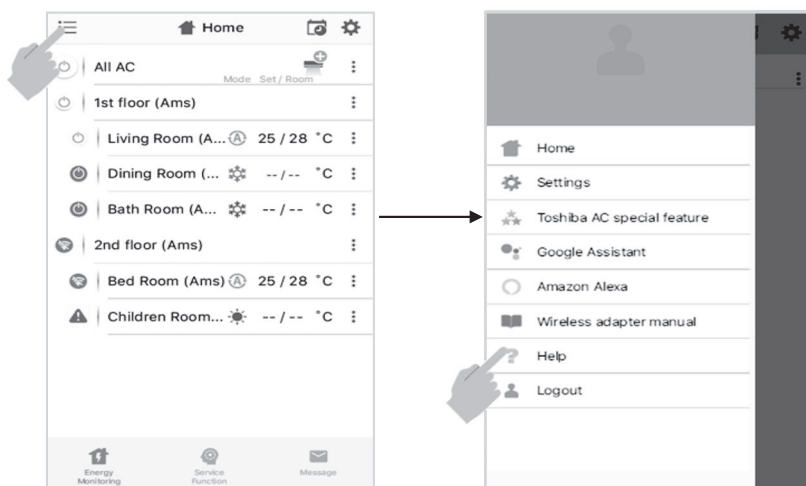 Home
All AC
Mode Set / Room
1st floor (Ams)
Living Room (A... A 25 / 28 °C
Dining Room (... -- / -- °C
Bath Room (A... -- / -- °C
2nd floor (Ams)
Bed Room (Ams) A 25 / 28 °C
Children Room... -- / -- °C
Energy Monitoring
Service Function
Message
Home
Settings
Toshiba AC special feature
Google Assistant
Amazon Alexa
Wireless adapter manual
Help
Logout